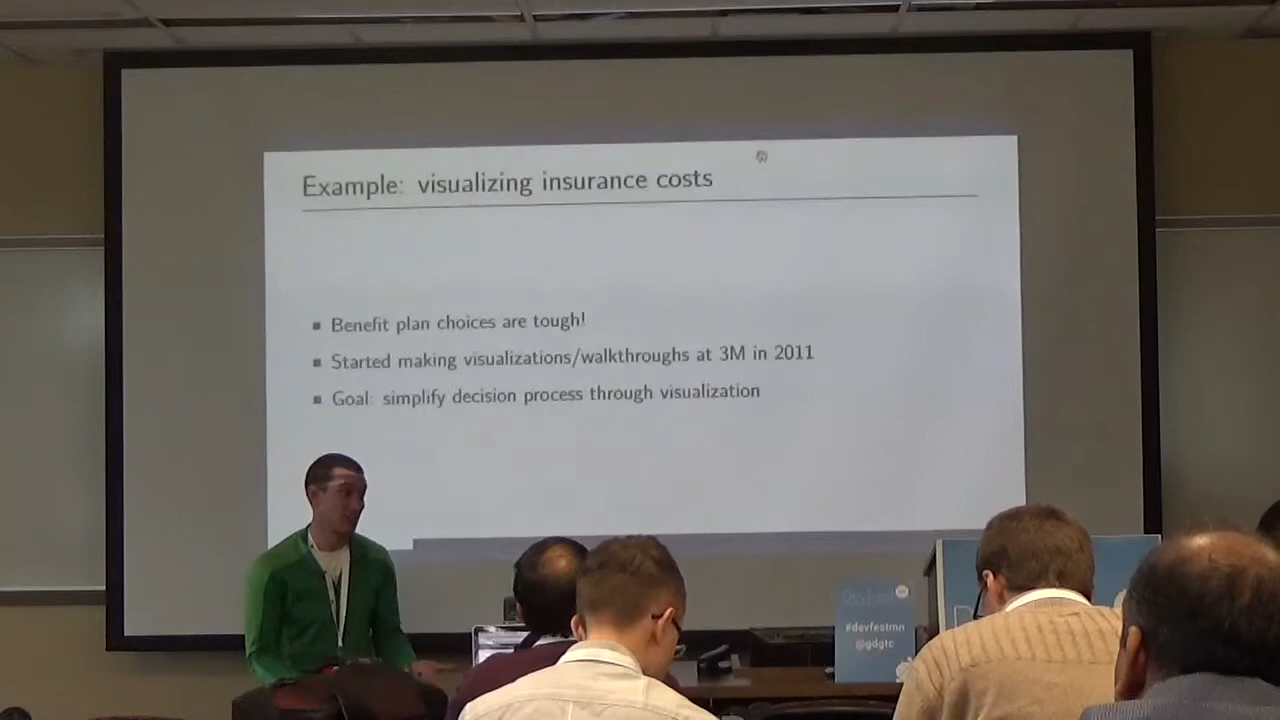 Example: visualizing insurance costs
Benefit plan choices are tough!
Started making visualizations/walkthroughs at 3M in 2011
Goal: simplify decision process through visualization
#devfestmn
@gdgtc